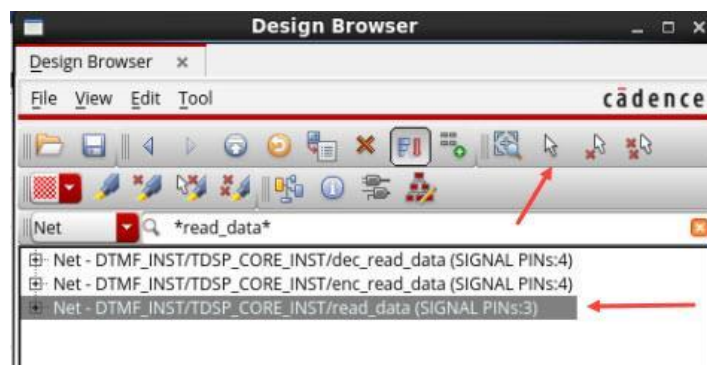 Design Browser
Design Browser
File View Edit Tool
cādence
Net *read_data*
Net - DTMF_INST/TDSP_CORE_INST/dec_read_data (SIGNAL PINs:4)
Net - DTMF_INST/TDSP_CORE_INST/enc_read_data (SIGNAL PINs:4)
Net - DTMF_INST/TDSP_CORE_INST/read_data (SIGNAL PINs:3)